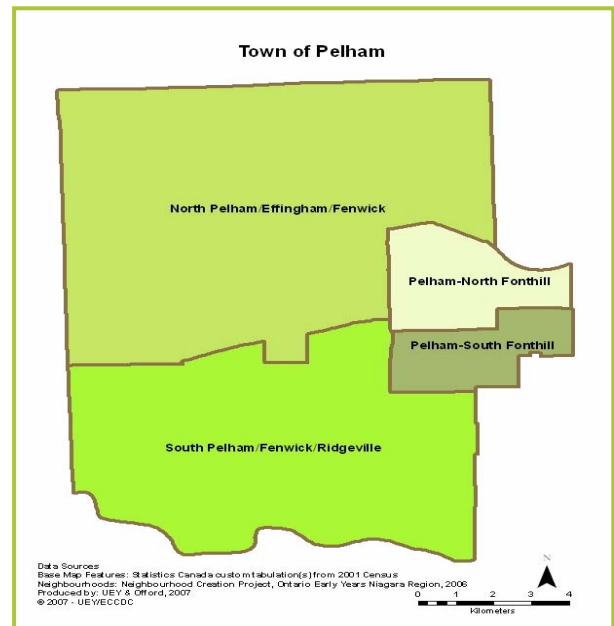 Town of Pelham
North Pelham/Effingham/Fenwick
Pelham-North Fonthill
Pelham-South Fonthill
South Pelham/Fenwick/Ridgeville
Data Sources
Base Map Features: Statistics Canada custom tabulation(s) from 2001 Census
Neighbourhoods: Neighbourhood Creation Project, Ontario Early Years Niagara Region, 2006
Produced by: UEY & Offord, 2007
© 2007 - UEY/ECCDC
N
0 1 2 3 4
Kilometers